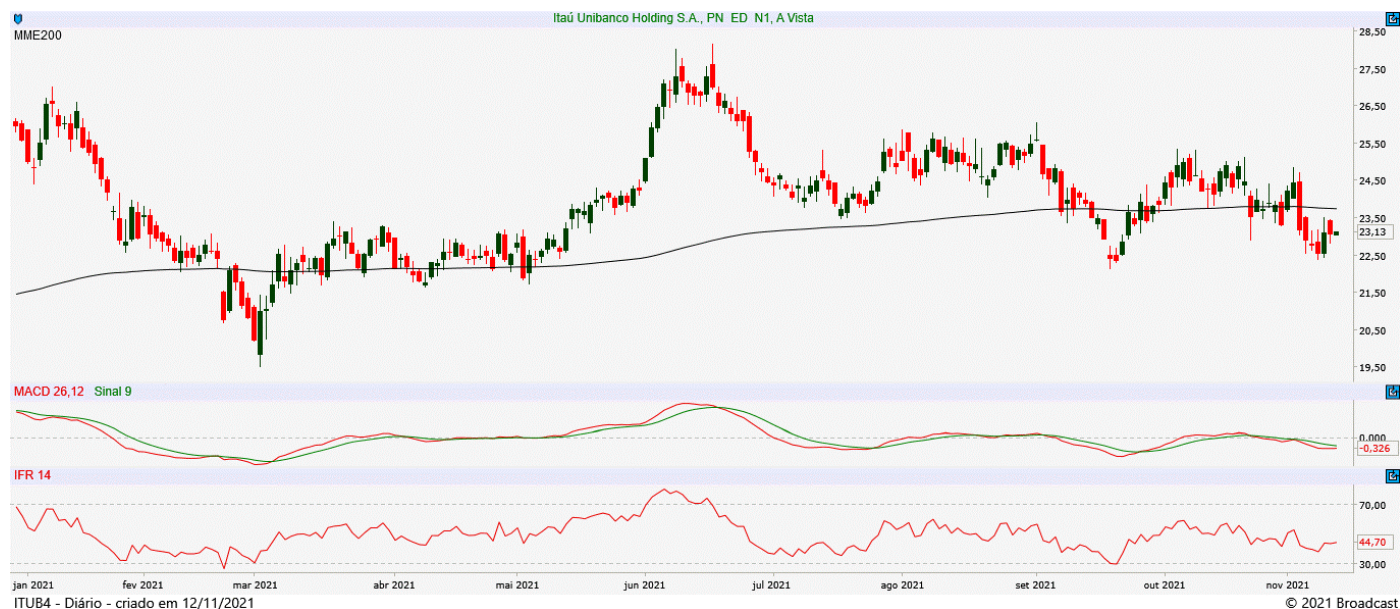 Itaú Unibanco Holding S.A., PN ED N1, A Vista
MME200
28,50
27,50
26,50
25,50
24,50
23,50
23,13
22,50
21,50
20,50
19,50
MACD 26,12 Sinal 9
0.000
-0,326
IFR 14
70,00
44,70
30,00
jan 2021 fev 2021 mar 2021 abr 2021 mai 2021 jun 2021 jul 2021 ago 2021 set 2021 out 2021 nov 2021
ITUB4 - Diário - criado em 12/11/2021 © 2021 Broadcast